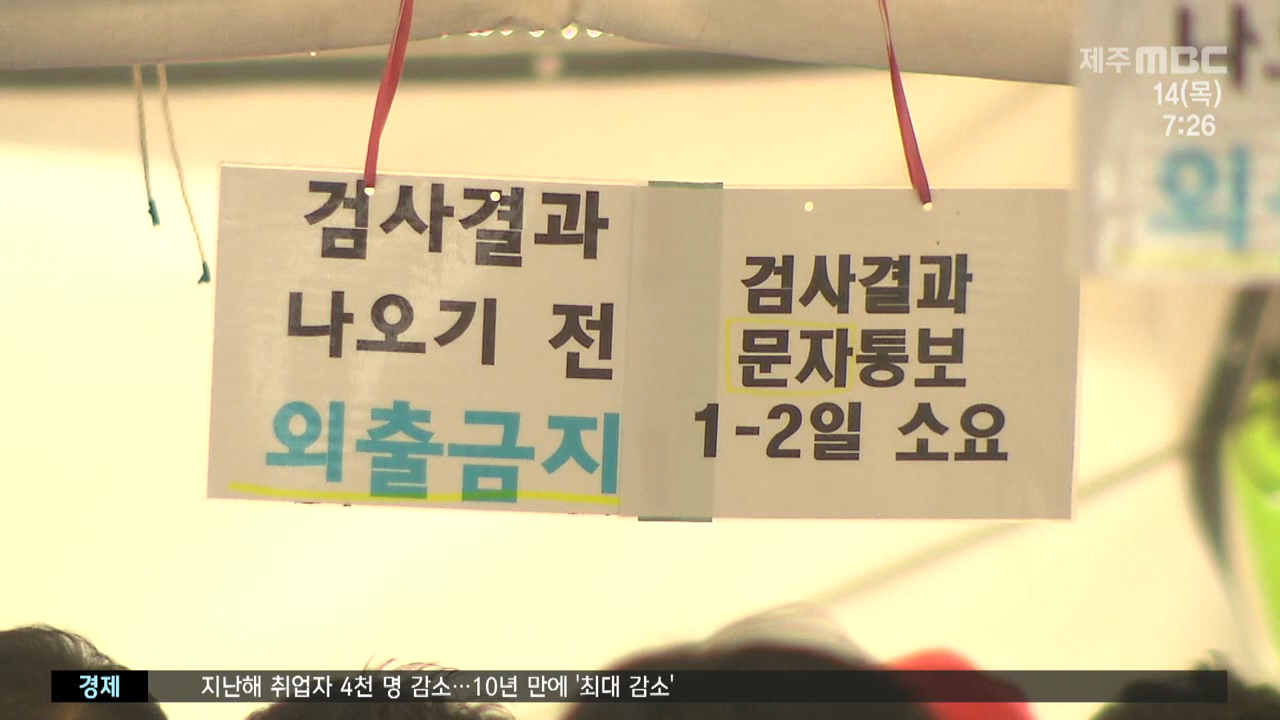 제주MBC
14(목)
7:26
검사결과
나오기 전
외출금지
검사결과
문자통보
1-2일 소요
나
외
경제
지난해 취업자 4천 명 감소…10년 만에 '최대 감소'